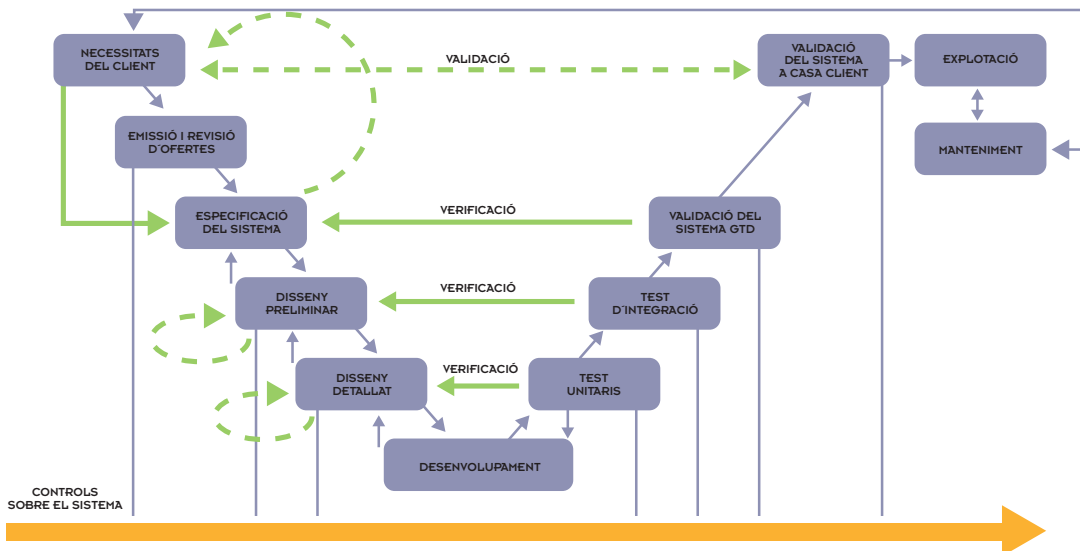 NECESSITATS
DEL CLIENT
VALIDACIÓ
VALIDACIÓ
DEL SISTEMA
A CASA CLIENT
EXPLOTACIÓ
EMISSIÓ I REVISIÓ
D'OFERTES
MANTENIMENT
ESPECIFICACIÓ
DEL SISTEMA
VERIFICACIÓ
VALIDACIÓ DEL
SISTEMA GTD
DISSENY
PRELIMINAR
VERIFICACIÓ
TEST
D'INTEGRACIÓ
DISSENY
DETALLAT
VERIFICACIÓ
TEST
UNITARIS
DESENVOLUPAMENT
CONTROLS
SOBRE EL SISTEMA